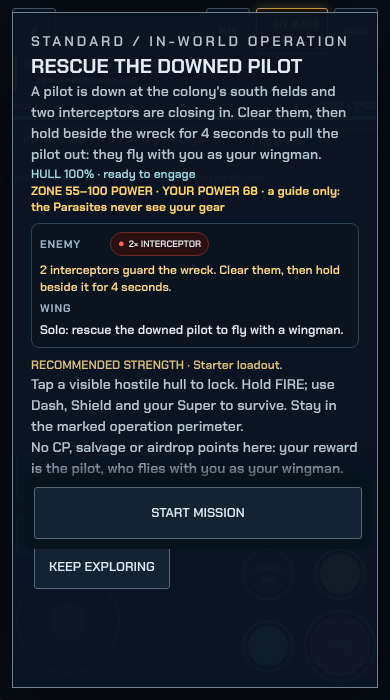 STANDARD / IN-WORLD OPERATION
RESCUE THE DOWNED PILOT
A pilot is down at the colony's south fields and
two interceptors are closing in. Clear them, then
hold beside the wreck for 4 seconds to pull the
pilot out: they fly with you as your wingman.
HULL 100% · ready to engage
ZONE 55–100 POWER · YOUR POWER 68 · a guide only:
the Parasites never see your gear
ENEMY
2× INTERCEPTOR
2 interceptors guard the wreck. Clear them, then hold
beside it for 4 seconds.
WING
Solo: rescue the downed pilot to fly with a wingman.
RECOMMENDED STRENGTH · Starter loadout.
Tap a visible hostile hull to lock. Hold FIRE; use
Dash, Shield and your Super to survive. Stay in
the marked operation perimeter.
No CP, salvage or airdrop points here: your reward
is the pilot, who flies with you as your wingman.
START MISSION
KEEP EXPLORING